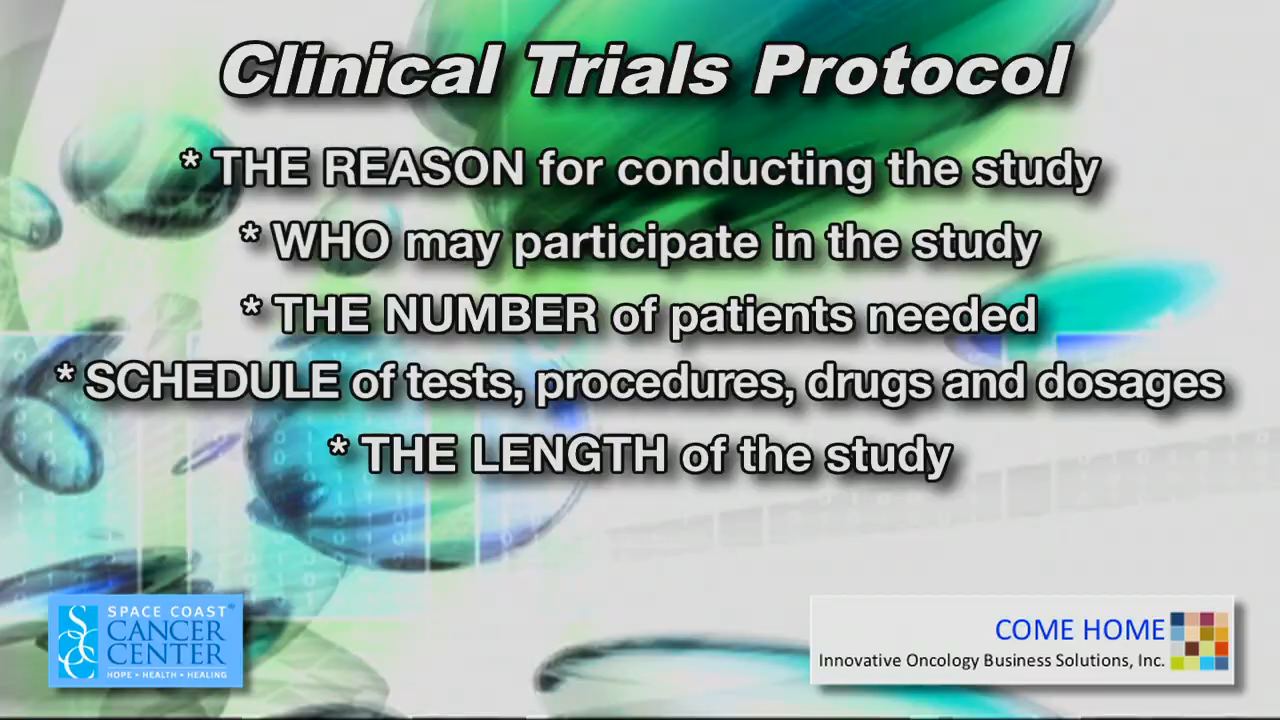 Clinical Trials Protocol
* THE REASON for conducting the study
* WHO may participate in the study
* THE NUMBER of patients needed
* SCHEDULE of tests, procedures, drugs and dosages
* THE LENGTH of the study
SCCC
SPACE COAST®
CANCER
CENTER
HOPE • HEALTH • HEALING
COME HOME
Innovative Oncology Business Solutions, Inc.